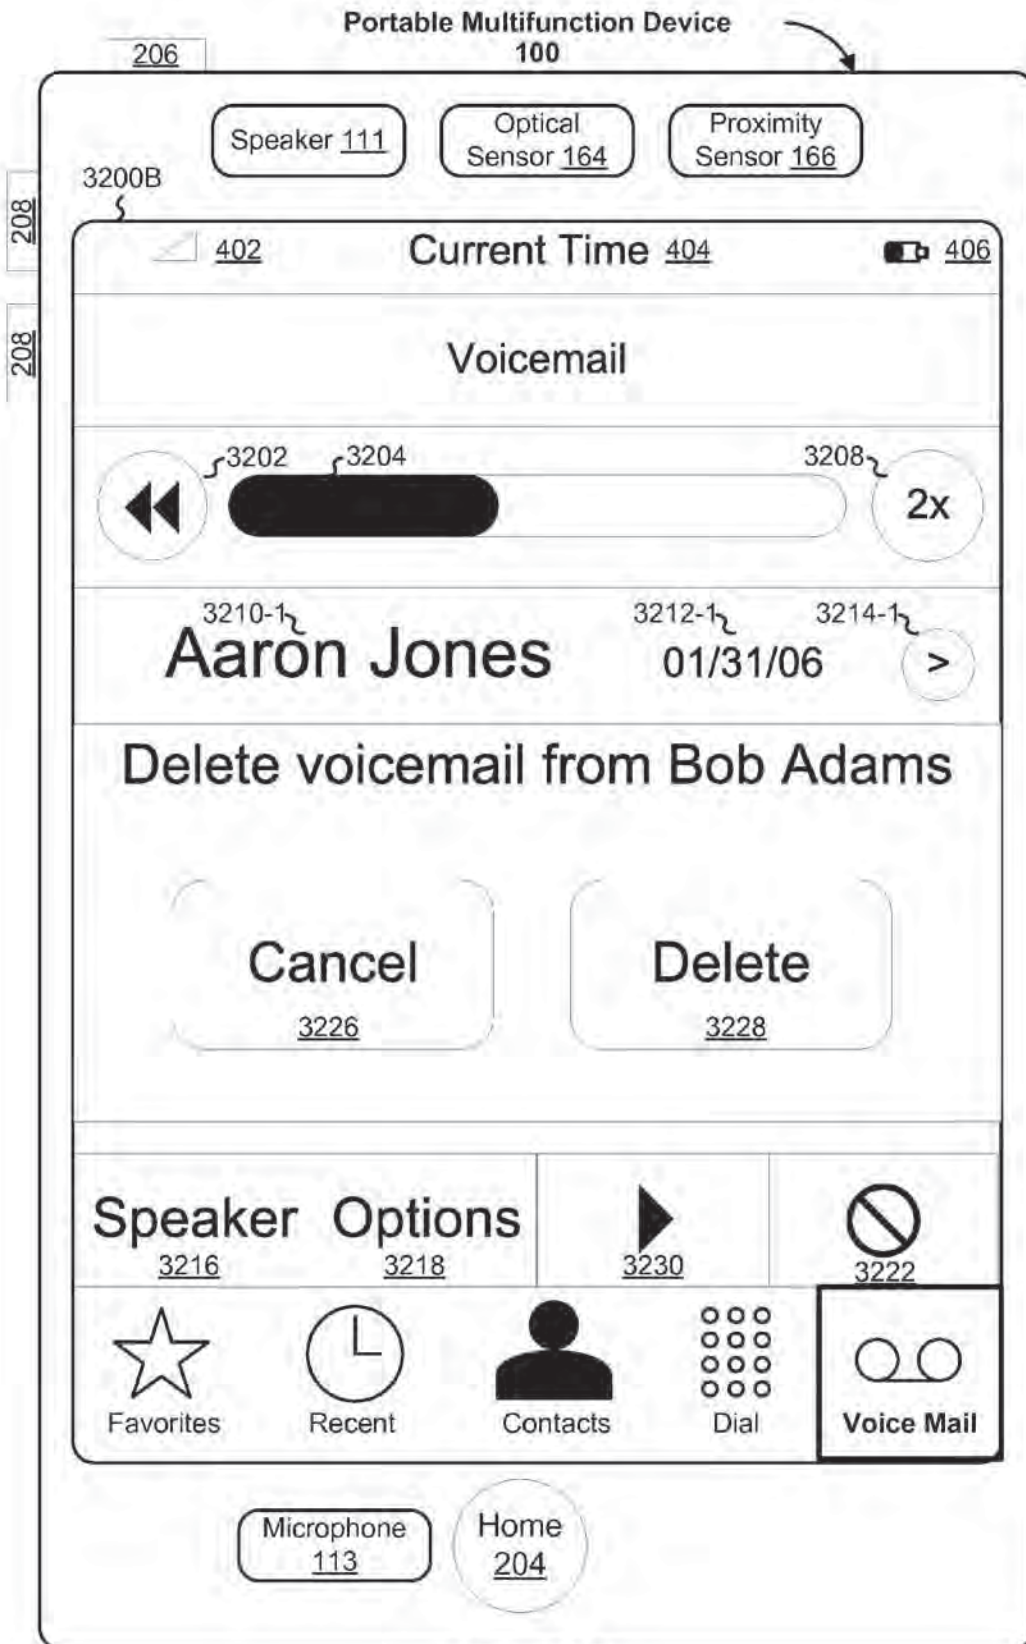 Portable Multifunction Device
100
206
Speaker 111
Optical
Sensor 164
Proximity
Sensor 166
3200B
208
402
Current Time 404
406
208
Voicemail
3202
3204
3208
2x
3210-1
3212-1
3214-1
Aaron Jones
01/31/06
>
Delete voicemail from Bob Adams
Cancel
Delete
3226
3228
Speaker
Options
3216
3218
3230
3222
Favorites
Recent
Contacts
Dial
Voice Mail
Microphone
113
Home
204